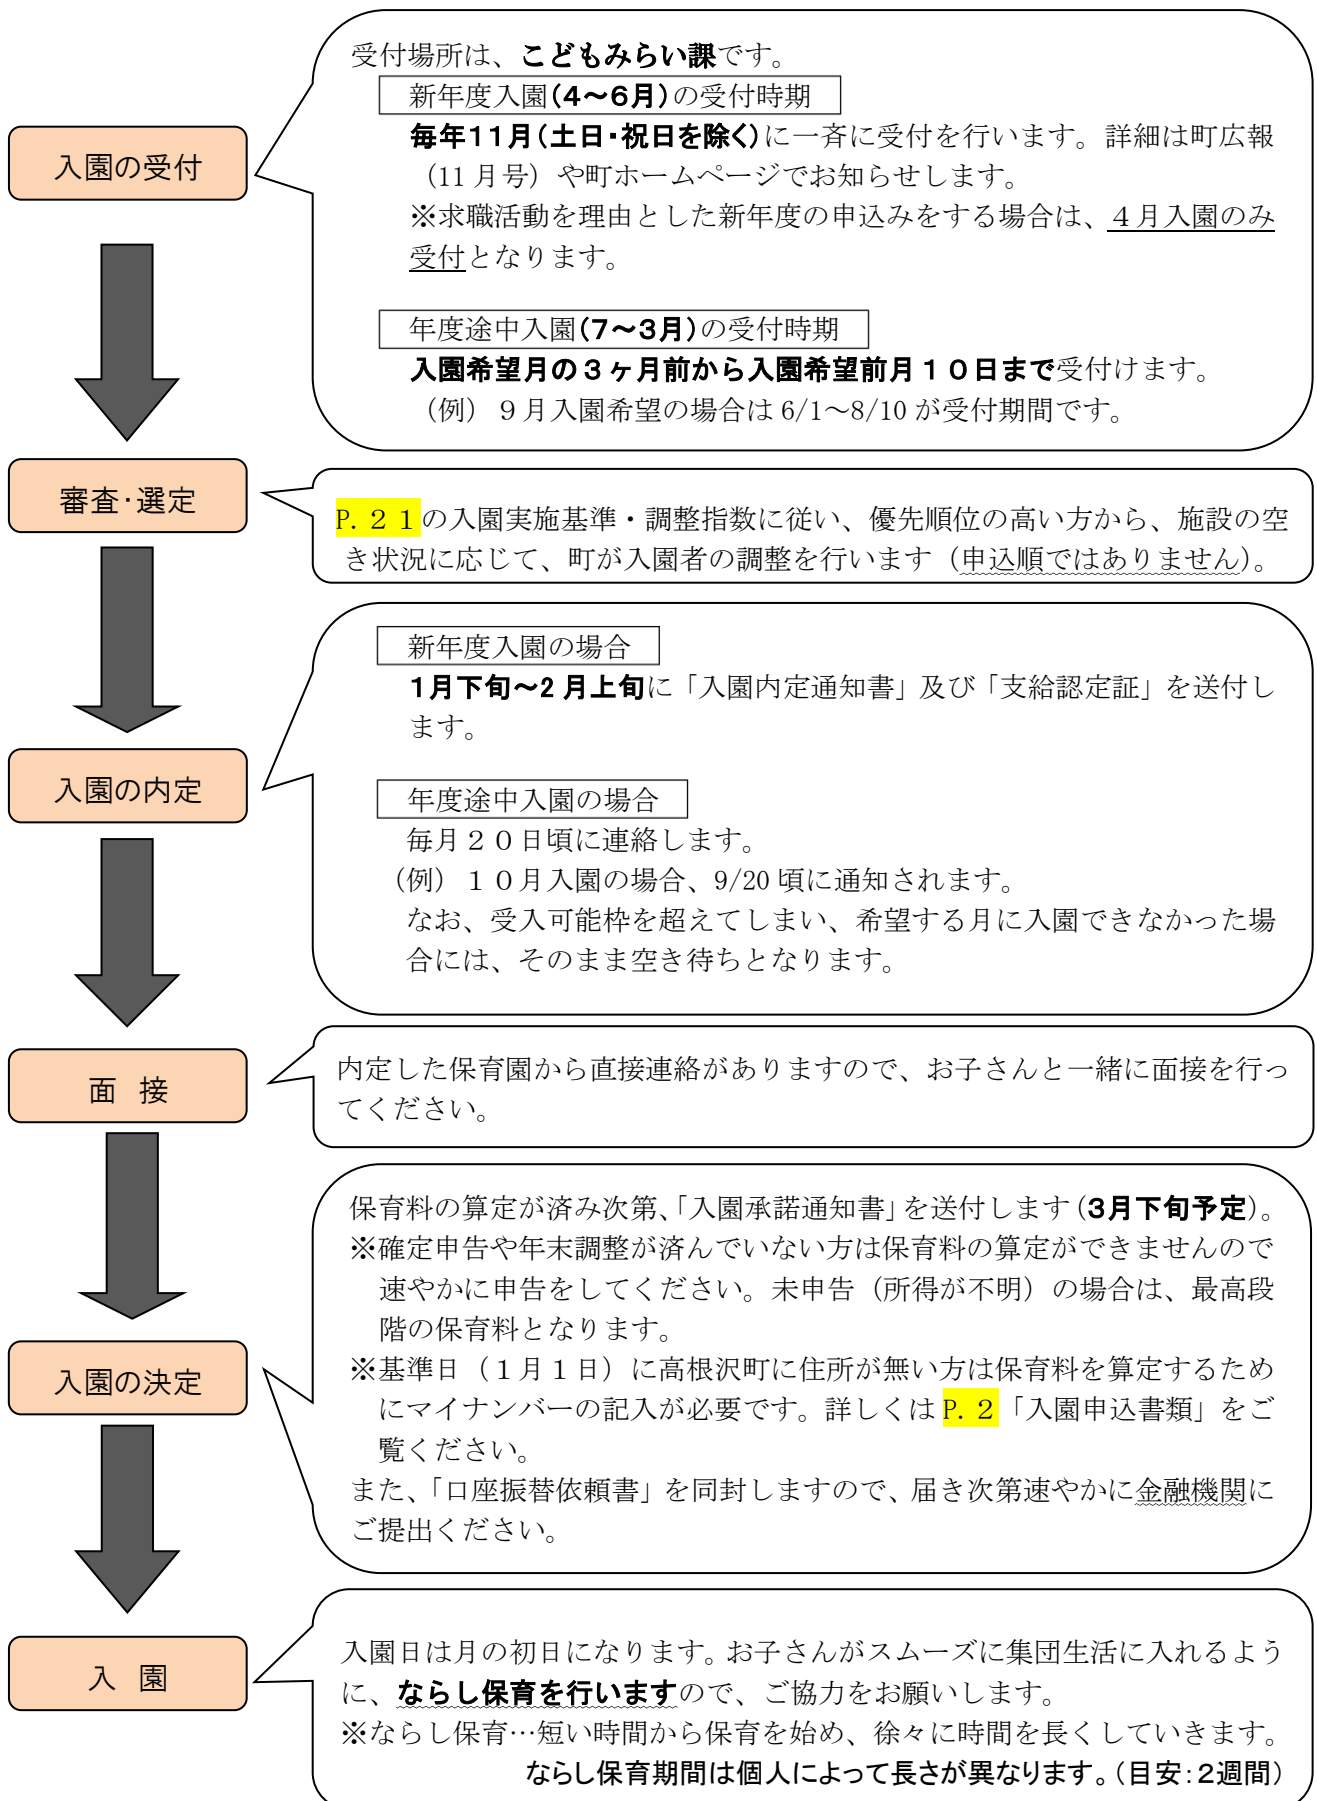 受付場所は、こどもみらい課です。
新年度入園(4～6月)の受付時期
入園の受付
毎年11月(土日・祝日を除く)に一斉に受付を行います。詳細は町広報
（11月号）や町ホームページでお知らせします。
※求職活動を理由とした新年度の申込みをする場合は、４月入園のみ
受付となります。
年度途中入園(7～3月)の受付時期
入園希望月の３ヶ月前から入園希望前月１０日まで受付けます。
（例）９月入園希望の場合は 6/1～8/10 が受付期間です。
審査・選定
P.２１の入園実施基準・調整指数に従い、優先順位の高い方から、施設の空
き状況に応じて、町が入園者の調整を行います（申込順ではありません）。
新年度入園の場合
1月下旬～2月上旬に「入園内定通知書」及び「支給認定証」を送付し
ます。
入園の内定
年度途中入園の場合
毎月２０日頃に連絡します。
（例）１０月入園の場合、9/20 頃に通知されます。
なお、受入可能枠を超えてしまい、希望する月に入園できなかった場
合には、そのまま空き待ちとなります。
面　接
内定した保育園から直接連絡がありますので、お子さんと一緒に面接を行っ
てください。
保育料の算定が済み次第、「入園承諾通知書」を送付します（3月下旬予定）。
※確定申告や年末調整が済んでいない方は保育料の算定ができませんので
速やかに申告をしてください。未申告（所得が不明）の場合は、最高段
階の保育料となります。
入園の決定
※基準日（１月１日）に高根沢町に住所が無い方は保育料を算定するため
にマイナンバーの記入が必要です。詳しくは P.２「入園申込書類」をご
覧ください。
また、「口座振替依頼書」を同封しますので、届き次第速やかに金融機関に
ご提出ください。
入　園
入園日は月の初日になります。お子さんがスムーズに集団生活に入れるよう
に、ならし保育を行いますので、ご協力をお願いします。
※ならし保育…短い時間から保育を始め、徐々に時間を長くしていきます。
ならし保育期間は個人によって長さが異なります。（目安：２週間）